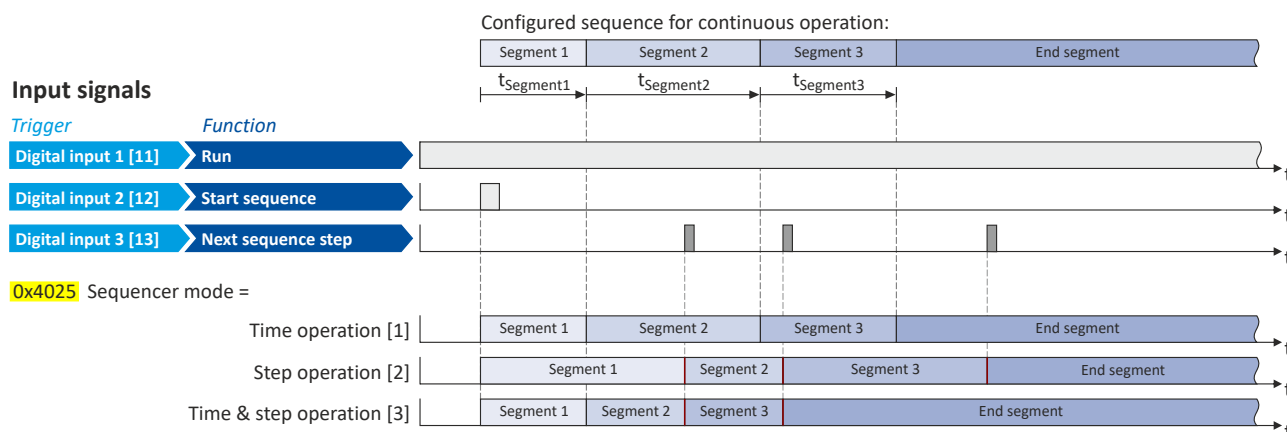 Configured sequence for continuous operation:
Segment 1 Segment 2 Segment 3 End segment
tSegment1 tSegment2 tSegment3
Input signals
Trigger Function
Digital input 1 [11] Run
t
Digital input 2 [12] Start sequence
t
Digital input 3 [13] Next sequence step
t
0x4025 Sequencer mode =
Time operation [1] Segment 1 Segment 2 Segment 3 End segment
t
Step operation [2] Segment 1 Segment 2 Segment 3 End segment
t
Time & step operation [3] Segment 1 Segment 2 Segment 3 End segment
t